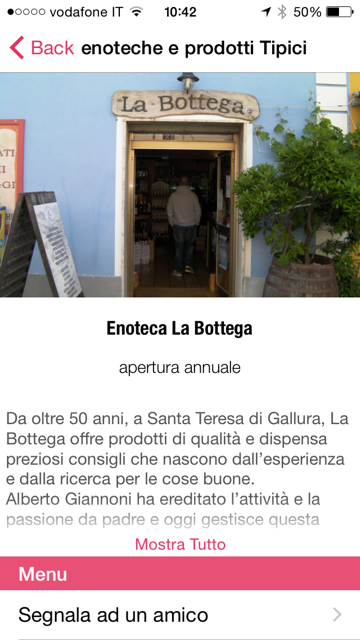 vodafone IT 10:42 50%
Back enoteche e prodotti Tipici
La Bottega
Enoteca La Bottega
apertura annuale
Da oltre 50 anni, a Santa Teresa di Gallura, La
Bottega offre prodotti di qualità e dispensa
preziosi consigli che nascono dall'esperienza
e dalla ricerca per le cose buone.
Alberto Giannoni ha ereditato l'attività e la
passione da padre e oggi gestisce questa
Mostra Tutto
Menu
Segnala ad un amico